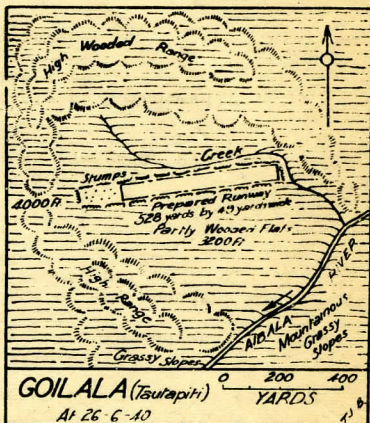 High Wooded Range
Creek
Stumps
4000 Ft
Prepared Runway
528 yards by 49 yards wide
Partly Wooded Flats
3200 Ft
High Range
AIBALA RIVER
Mountainous
Grassy
slopes
Grassy Slopes
GOILALA (Tautapiti)
0 200 400
YARDS
At 26-6-40